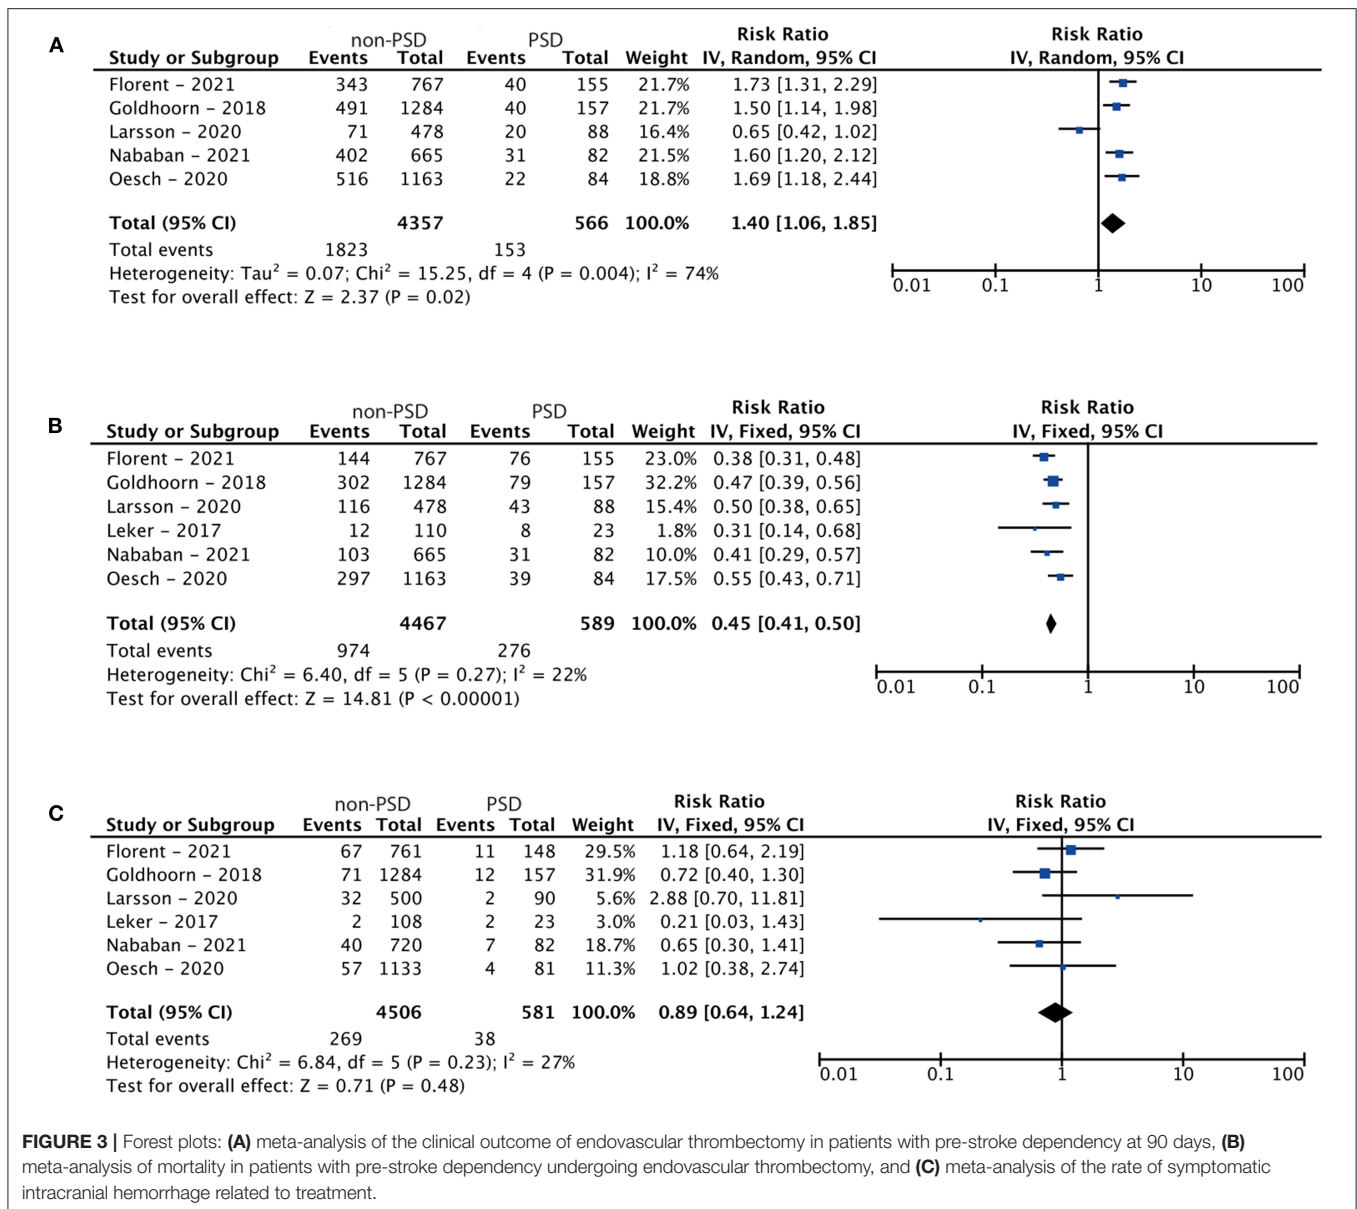 A
non-PSD PSD Risk Ratio Risk Ratio
Study or Subgroup Events Total Events Total Weight IV, Random, 95% CI IV, Random, 95% CI
Florent – 2021 343 767 40 155 21.7% 1.73 [1.31, 2.29]
Goldhoorn – 2018 491 1284 40 157 21.7% 1.50 [1.14, 1.98]
Larsson – 2020 71 478 20 88 16.4% 0.65 [0.42, 1.02]
Nababan – 2021 402 665 31 82 21.5% 1.60 [1.20, 2.12]
Oesch – 2020 516 1163 22 84 18.8% 1.69 [1.18, 2.44]
Total (95% CI) 4357 566 100.0% 1.40 [1.06, 1.85]
Total events 1823 153
Heterogeneity: Tau² = 0.07; Chi² = 15.25, df = 4 (P = 0.004); I² = 74%
Test for overall effect: Z = 2.37 (P = 0.02)
0.01 0.1 1 10 100
B
non-PSD PSD Risk Ratio Risk Ratio
Study or Subgroup Events Total Events Total Weight IV, Fixed, 95% CI IV, Fixed, 95% CI
Florent – 2021 144 767 76 155 23.0% 0.38 [0.31, 0.48]
Goldhoorn – 2018 302 1284 79 157 32.2% 0.47 [0.39, 0.56]
Larsson – 2020 116 478 43 88 15.4% 0.50 [0.38, 0.65]
Leker – 2017 12 110 8 23 1.8% 0.31 [0.14, 0.68]
Nababan – 2021 103 665 31 82 10.0% 0.41 [0.29, 0.57]
Oesch – 2020 297 1163 39 84 17.5% 0.55 [0.43, 0.71]
Total (95% CI) 4467 589 100.0% 0.45 [0.41, 0.50]
Total events 974 276
Heterogeneity: Chi² = 6.40, df = 5 (P = 0.27); I² = 22%
Test for overall effect: Z = 14.81 (P < 0.00001)
0.01 0.1 1 10 100
C
non-PSD PSD Risk Ratio Risk Ratio
Study or Subgroup Events Total Events Total Weight IV, Fixed, 95% CI IV, Fixed, 95% CI
Florent – 2021 67 761 11 148 29.5% 1.18 [0.64, 2.19]
Goldhoorn – 2018 71 1284 12 157 31.9% 0.72 [0.40, 1.30]
Larsson – 2020 32 500 2 90 5.6% 2.88 [0.70, 11.81]
Leker – 2017 2 108 2 23 3.0% 0.21 [0.03, 1.43]
Nababan – 2021 40 720 7 82 18.7% 0.65 [0.30, 1.41]
Oesch – 2020 57 1133 4 81 11.3% 1.02 [0.38, 2.74]
Total (95% CI) 4506 581 100.0% 0.89 [0.64, 1.24]
Total events 269 38
Heterogeneity: Chi² = 6.84, df = 5 (P = 0.23); I² = 27%
Test for overall effect: Z = 0.71 (P = 0.48)
0.01 0.1 1 10 100
FIGURE 3 | Forest plots: (A) meta-analysis of the clinical outcome of endovascular thrombectomy in patients with pre-stroke dependency at 90 days, (B)
meta-analysis of mortality in patients with pre-stroke dependency undergoing endovascular thrombectomy, and (C) meta-analysis of the rate of symptomatic
intracranial hemorrhage related to treatment.